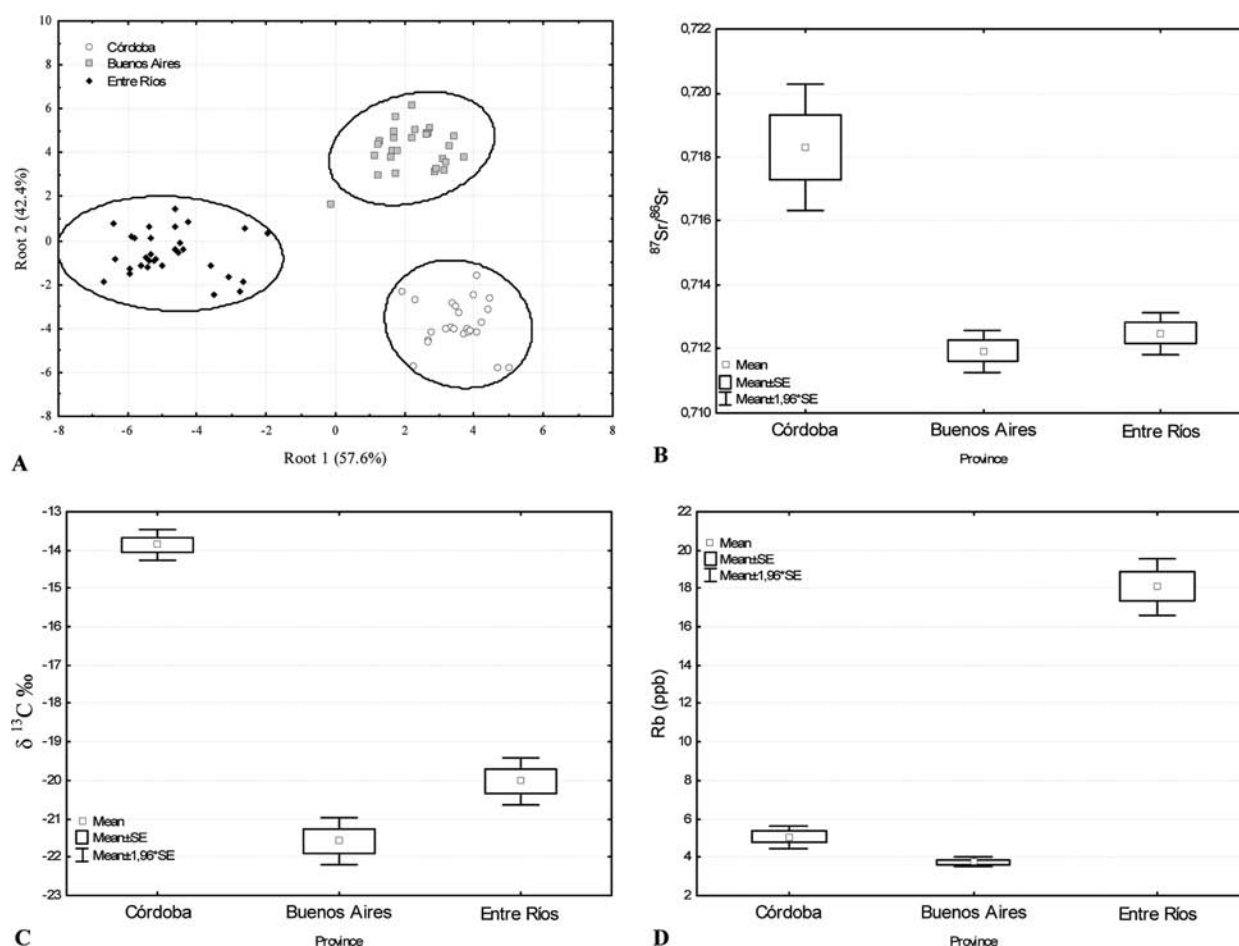 10
8
6
4
2
0
-2
-4
-6
-8
Córdoba
Buenos Aires
Entre Ríos
Root 2 (42.4%)
-8 -6 -4 -2 0 2 4 6 8
Root 1 (57.6%)
A
0,722
0,720
0,718
0,716
0,714
0,712
0,710
87Sr/86Sr
Mean
Mean±SE
Mean±1,96*SE
Córdoba Buenos Aires Entre Ríos
Province
B
-13
-14
-15
-16
-17
-18
-19
-20
-21
-22
-23
δ 13C ‰
Mean
Mean±SE
Mean±1,96*SE
Córdoba Buenos Aires Entre Ríos
Province
C
22
20
18
16
14
12
10
8
6
4
2
Rb (ppb)
Mean
Mean±SE
Mean±1,96*SE
Córdoba Buenos Aires Entre Ríos
Province
D